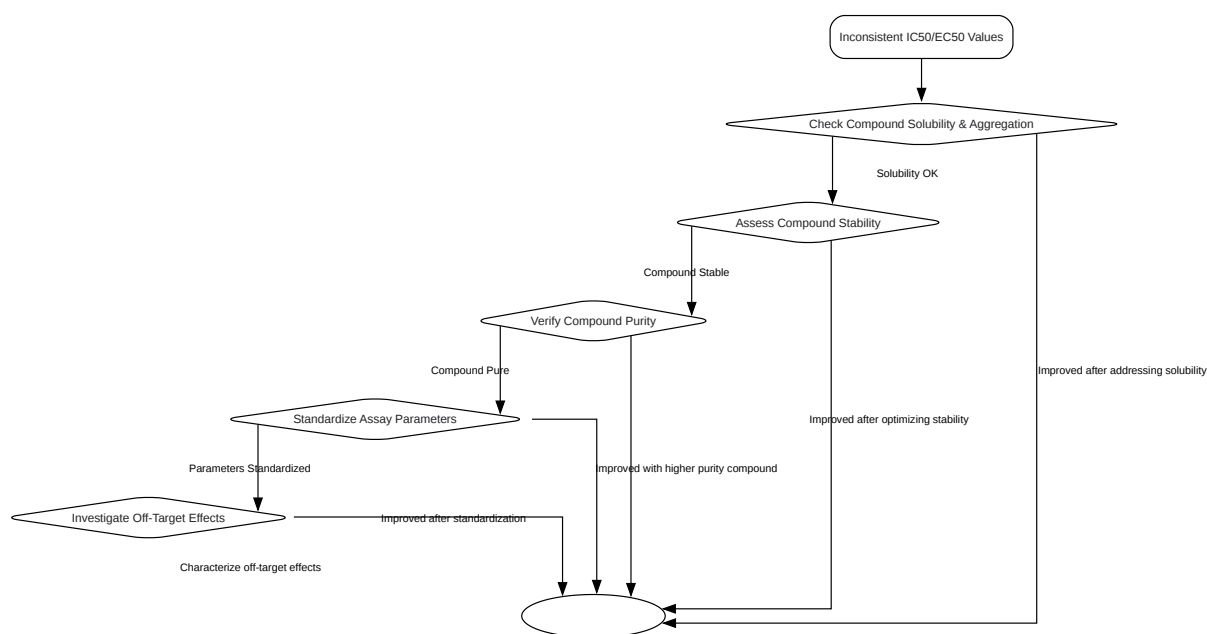 Inconsistent IC50/EC50 Values
Check Compound Solubility & Aggregation
Solubility OK
Assess Compound Stability
Compound Stable
Verify Compound Purity
Compound Pure
Improved after addressing solubility
Standardize Assay Parameters
Improved after optimizing stability
Parameters Standardized
Improved with higher purity compound
Investigate Off-Target Effects
Improved after standardization
Characterize off-target effects